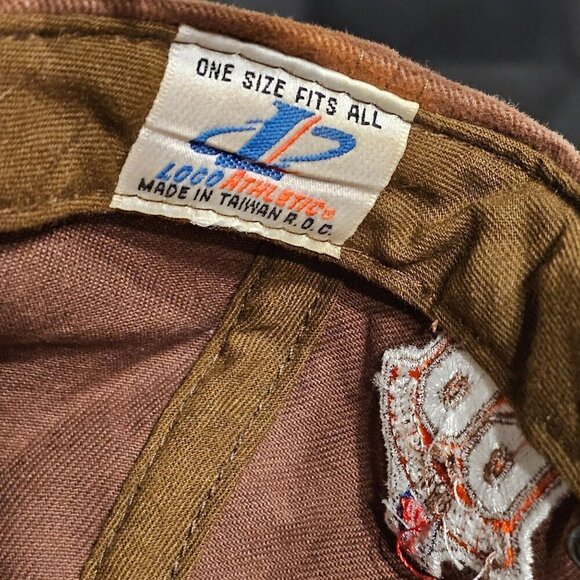 ONE SIZE FITS ALL
LOGO ATHLETIC®
MADE IN TAIWAN R.O.C.